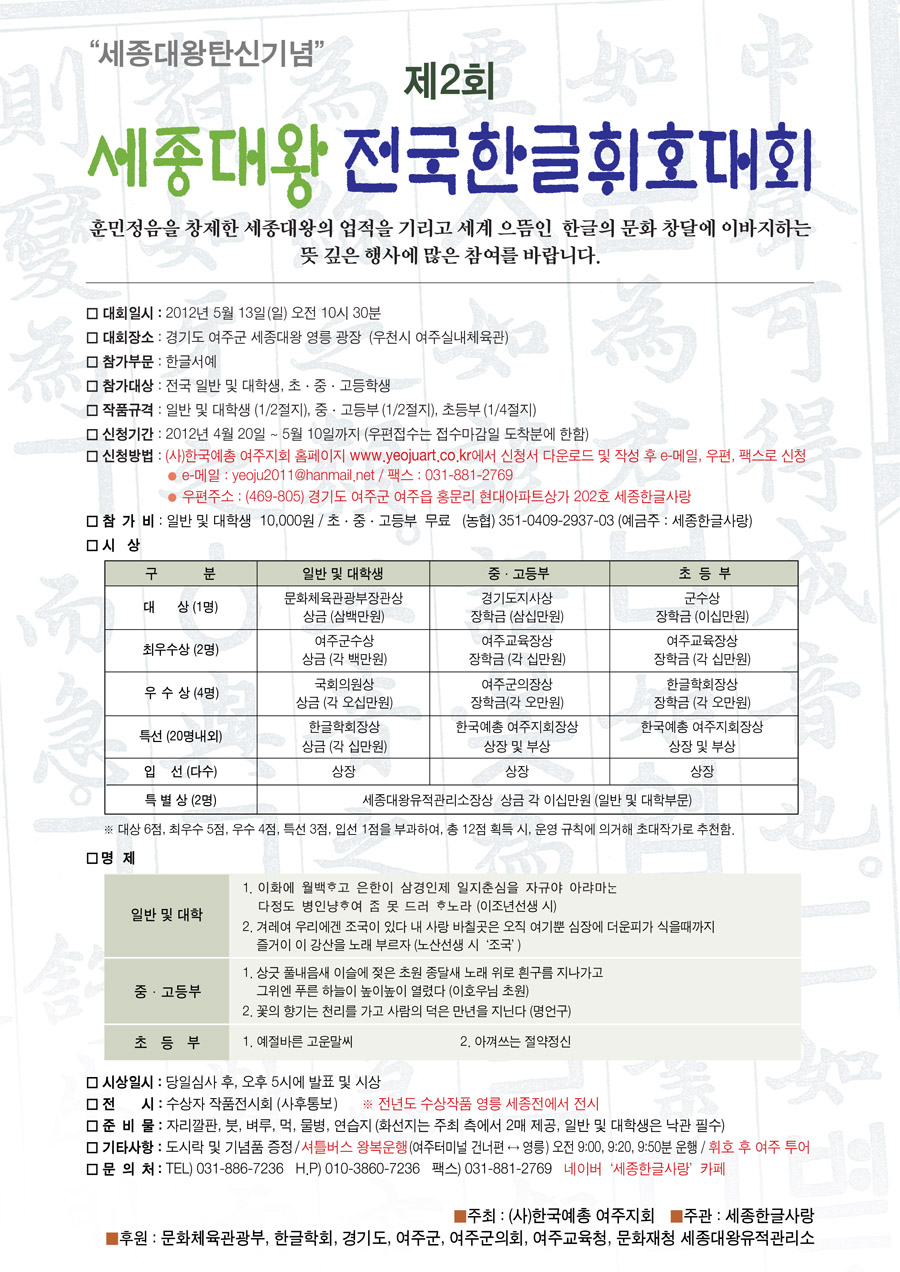 “세종대왕탄신기념”
제2회
세종대왕 전국한글휘호대회
훈민정음을 창제한 세종대왕의 업적을 기리고 세계 으뜸인 한글의 문화 창달에 이바지하는
뜻 깊은 행사에 많은 참여를 바랍니다.
□ 대회일시 : 2012년 5월 13일(일) 오전 10시 30분
□ 대회장소 : 경기도 여주군 세종대왕 영릉 광장 (우천시 여주실내체육관)
□ 참가부문 : 한글서예
□ 참가대상 : 전국 일반 및 대학생, 초 · 중 · 고등학생
□ 작품규격 : 일반 및 대학생 (1/2절지), 중 · 고등부 (1/2절지), 초등부 (1/4절지)
□ 신청기간 : 2012년 4월 20일 ~ 5월 10일까지 (우편접수는 접수마감일 도착분에 한함)
□ 신청방법 : (사)한국예총 여주지회 홈페이지 www.yeojuart.co.kr에서 신청서 다운로드 및 작성 후 e-메일, 우편, 팩스로 신청
● e-메일 : yeoju2011@hanmail.net / 팩스 : 031-881-2769
● 우편주소 : (469-805) 경기도 여주군 여주읍 홍문리 현대아파트상가 202호 세종한글사랑
□ 참 가 비 : 일반 및 대학생 10,000원 / 초 · 중 · 고등부 무료 (농협) 351-0409-2937-03 (예금주 : 세종한글사랑)
□ 시 상
구 분 일반 및 대학생 중 · 고등부 초 등 부
대 상 (1명) 문화체육관광부장관상 경기도지사상 군수상
상금 (삼백만원) 장학금 (삼십만원) 장학금 (이십만원)
최우수상 (2명) 여주군수상 여주교육장상 여주교육장상
상금 (각 백만원) 장학금 (각 십만원) 장학금 (각 십만원)
우 수 상 (4명) 국회의원상 여주군의장상 한글학회장상
상금 (각 오십만원) 장학금(각 오만원) 장학금 (각 오만원)
특선 (20명내외) 한글학회장상 한국예총 여주지회장상 한국예총 여주지회장상
상금 (각 십만원) 상장 및 부상 상장 및 부상
입 선 (다수) 상장 상장 상장
특 별 상 (2명) 세종대왕유적관리소장상 상금 각 이십만원 (일반 및 대학부문)
※ 대상 6점, 최우수 5점, 우수 4점, 특선 3점, 입선 1점을 부과하여, 총 12점 획득 시, 운영 규칙에 의거해 초대작가로 추천함.
□ 명 제
일반 및 대학
1. 이화에 월백ᄒᆞ고 은한이 삼경인제 일지춘심을 자규야 아랴마ᄂᆞᆫ
다정도 병인냥ᄒᆞ여 ᄌᆞᆷ 못 드러 ᄒᆞ노라 (이조년선생 시)
2. 겨레여 우리에겐 조국이 있다 내 사랑 바칠곳은 오직 여기뿐 심장에 더운피가 식을때까지
즐거이 이 강산을 노래 부르자 (노산선생 시 ‘조국’)
중 · 고등부
1. 상긋 풀내음새 이슬에 젖은 초원 종달새 노래 위로 흰구름 지나가고
그위엔 푸른 하늘이 높이높이 열렸다 (이호우님 초원)
2. 꽃의 향기는 천리를 가고 사람의 덕은 만년을 지닌다 (명언구)
초 등 부 1. 예절바른 고운말씨 2. 아껴쓰는 절약정신
□ 시상일시 : 당일심사 후, 오후 5시에 발표 및 시상
□ 전 시 : 수상자 작품전시회 (사후통보) ※ 전년도 수상작품 영릉 세종전에서 전시
□ 준 비 물 : 자리깔판, 붓, 벼루, 먹, 물병, 연습지 (화선지는 주최 측에서 2매 제공, 일반 및 대학생은 낙관 필수)
□ 기타사항 : 도시락 및 기념품 증정 / 셔틀버스 왕복운행(여주터미널 건너편 ↔ 영릉) 오전 9:00, 9:20, 9:50분 운행 / 휘호 후 여주 투어
□ 문 의 처 : TEL) 031-886-7236 H,P) 010-3860-7236 팩스) 031-881-2769 네이버 ‘세종한글사랑’ 카페
■주최 : (사)한국예총 여주지회 ■주관 : 세종한글사랑
■후원 : 문화체육관광부, 한글학회, 경기도, 여주군, 여주군의회, 여주교육청, 문화재청 세종대왕유적관리소